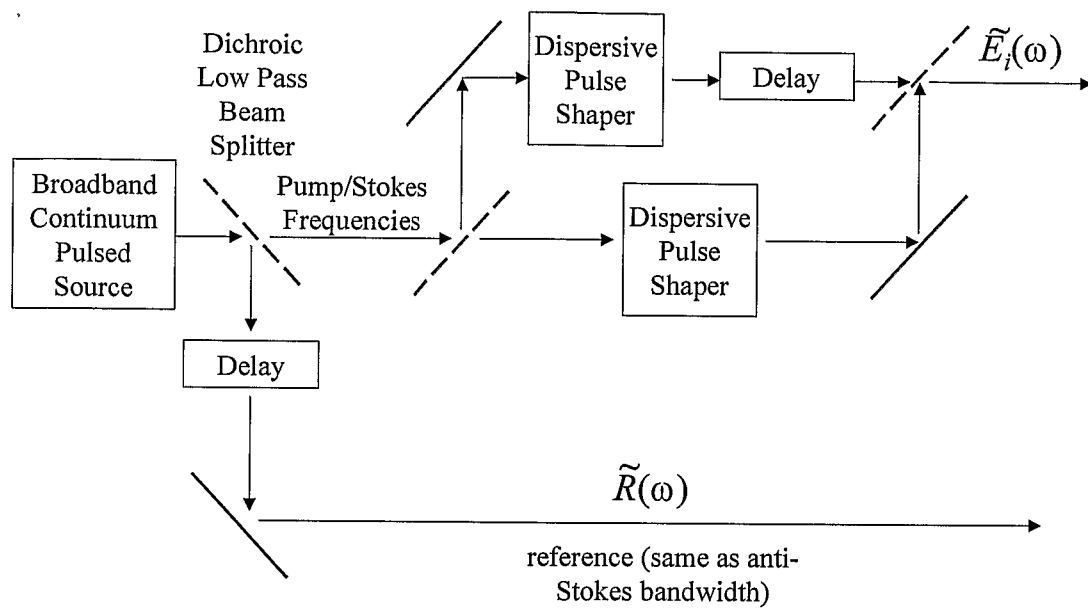 Dichroic
Low Pass
Beam
Splitter
Broadband
Continuum
Pulsed
Source
Pump/Stokes
Frequencies
Dispersive
Pulse
Shaper
Delay
Ẽᵢ(ω)
Dispersive
Pulse
Shaper
Delay
R̃(ω)
reference (same as anti-
Stokes bandwidth)